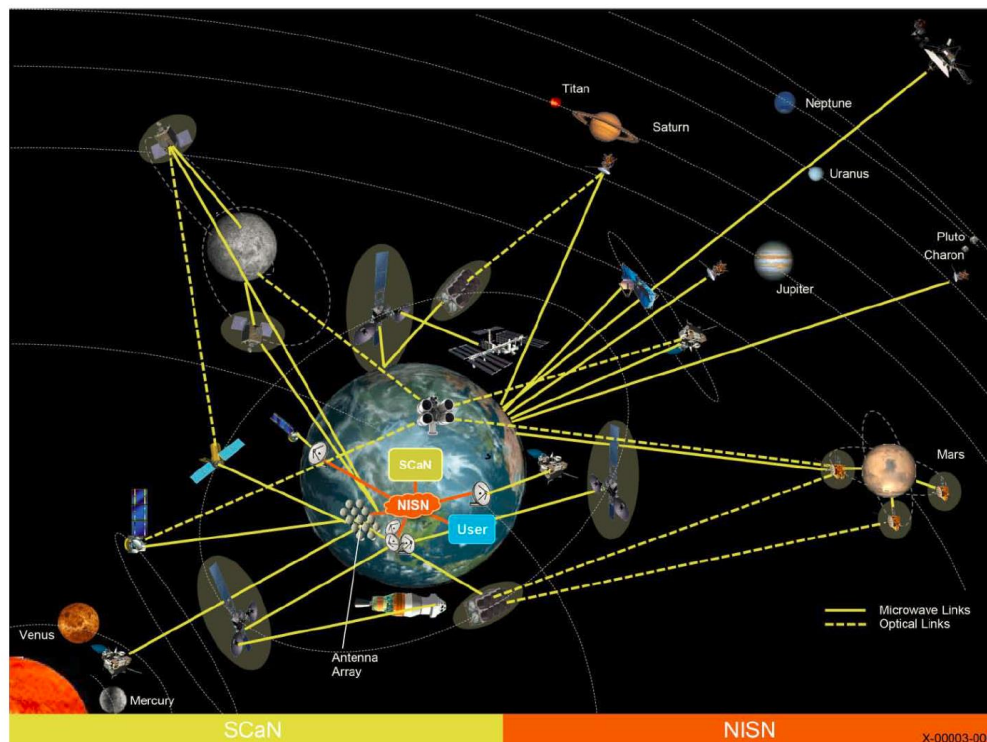 Titan
Saturn
Neptune
Uranus
Pluto
Charon
Jupiter
Mars
SCaN
NISN
User
Microwave Links
Optical Links
Venus
Mercury
Antenna
Array
SCaN
NISN
X-00003-00